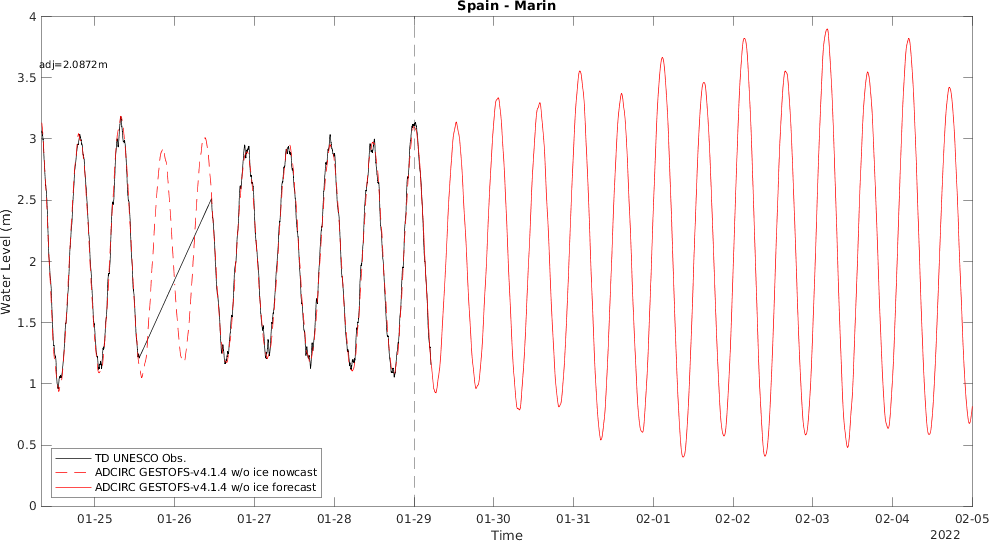 Spain - Marin
adj=2.0872m
Water Level (m)
4
3.5
3
2.5
2
1.5
1
0.5
0
TD UNESCO Obs.
ADCIRC GESTOFS-v4.1.4 w/o ice nowcast
ADCIRC GESTOFS-v4.1.4 w/o ice forecast
01-25 01-26 01-27 01-28 01-29 01-30 01-31 02-01 02-02 02-03 02-04 02-05
Time
2022